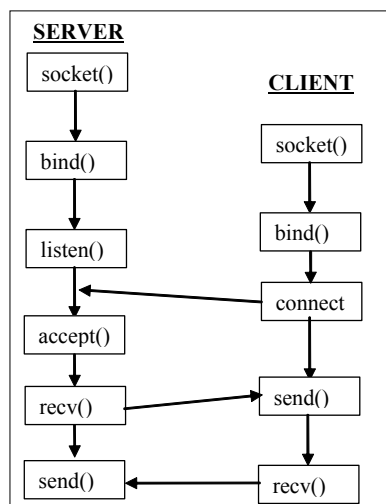 SERVER
socket()
bind()
listen()
accept()
recv()
send()
CLIENT
socket()
bind()
connect
send()
recv()